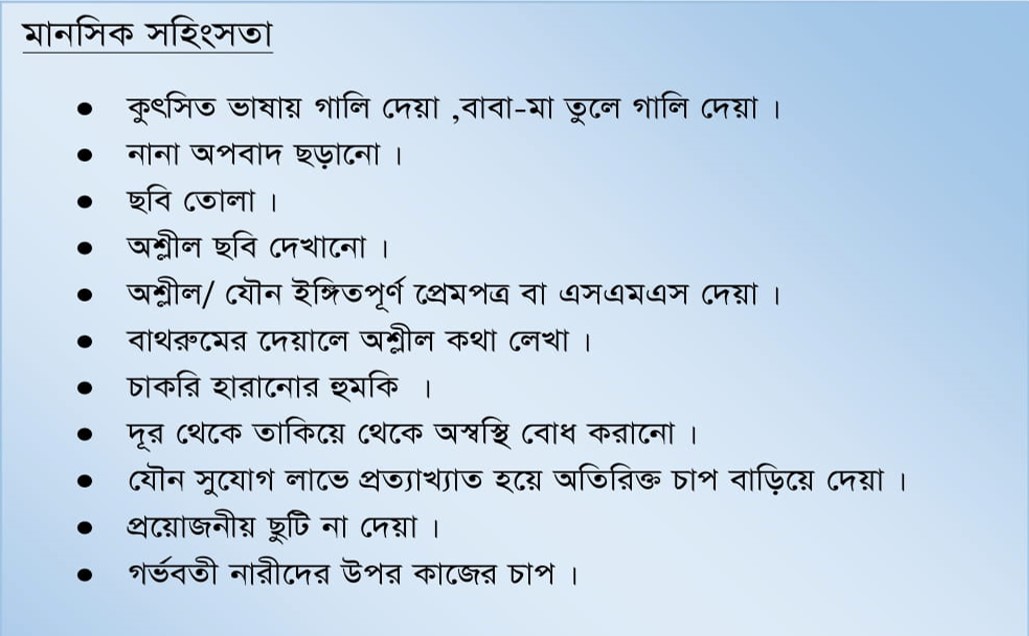 মানসিক সহিংসতা
• কুৎসিত ভাষায় গালি দেয়া ,বাবা-মা তুলে গালি দেয়া ।
• নানা অপবাদ ছড়ানো ।
• ছবি তোলা ।
• অশ্লীল ছবি দেখানো ।
• অশ্লীল/ যৌন ইঙ্গিতপূর্ণ প্রেমপত্র বা এসএমএস দেয়া ।
• বাথরুমের দেয়ালে অশ্লীল কথা লেখা ।
• চাকরি হারানোর হুমকি ।
• দূর থেকে তাকিয়ে থেকে অস্বস্থি বোধ করানো ।
• যৌন সুযোগ লাভে প্রত্যাখ্যাত হয়ে অতিরিক্ত চাপ বাড়িয়ে দেয়া ।
• প্রয়োজনীয় ছুটি না দেয়া ।
• গর্ভবতী নারীদের উপর কাজের চাপ ।